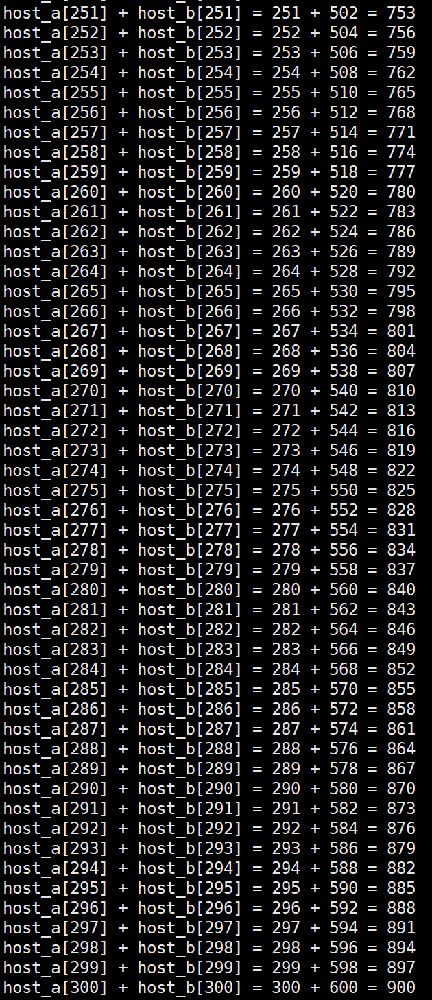 host_a[251] + host_b[251] = 251 + 502 = 753
host_a[252] + host_b[252] = 252 + 504 = 756
host_a[253] + host_b[253] = 253 + 506 = 759
host_a[254] + host_b[254] = 254 + 508 = 762
host_a[255] + host_b[255] = 255 + 510 = 765
host_a[256] + host_b[256] = 256 + 512 = 768
host_a[257] + host_b[257] = 257 + 514 = 771
host_a[258] + host_b[258] = 258 + 516 = 774
host_a[259] + host_b[259] = 259 + 518 = 777
host_a[260] + host_b[260] = 260 + 520 = 780
host_a[261] + host_b[261] = 261 + 522 = 783
host_a[262] + host_b[262] = 262 + 524 = 786
host_a[263] + host_b[263] = 263 + 526 = 789
host_a[264] + host_b[264] = 264 + 528 = 792
host_a[265] + host_b[265] = 265 + 530 = 795
host_a[266] + host_b[266] = 266 + 532 = 798
host_a[267] + host_b[267] = 267 + 534 = 801
host_a[268] + host_b[268] = 268 + 536 = 804
host_a[269] + host_b[269] = 269 + 538 = 807
host_a[270] + host_b[270] = 270 + 540 = 810
host_a[271] + host_b[271] = 271 + 542 = 813
host_a[272] + host_b[272] = 272 + 544 = 816
host_a[273] + host_b[273] = 273 + 546 = 819
host_a[274] + host_b[274] = 274 + 548 = 822
host_a[275] + host_b[275] = 275 + 550 = 825
host_a[276] + host_b[276] = 276 + 552 = 828
host_a[277] + host_b[277] = 277 + 554 = 831
host_a[278] + host_b[278] = 278 + 556 = 834
host_a[279] + host_b[279] = 279 + 558 = 837
host_a[280] + host_b[280] = 280 + 560 = 840
host_a[281] + host_b[281] = 281 + 562 = 843
host_a[282] + host_b[282] = 282 + 564 = 846
host_a[283] + host_b[283] = 283 + 566 = 849
host_a[284] + host_b[284] = 284 + 568 = 852
host_a[285] + host_b[285] = 285 + 570 = 855
host_a[286] + host_b[286] = 286 + 572 = 858
host_a[287] + host_b[287] = 287 + 574 = 861
host_a[288] + host_b[288] = 288 + 576 = 864
host_a[289] + host_b[289] = 289 + 578 = 867
host_a[290] + host_b[290] = 290 + 580 = 870
host_a[291] + host_b[291] = 291 + 582 = 873
host_a[292] + host_b[292] = 292 + 584 = 876
host_a[293] + host_b[293] = 293 + 586 = 879
host_a[294] + host_b[294] = 294 + 588 = 882
host_a[295] + host_b[295] = 295 + 590 = 885
host_a[296] + host_b[296] = 296 + 592 = 888
host_a[297] + host_b[297] = 297 + 594 = 891
host_a[298] + host_b[298] = 298 + 596 = 894
host_a[299] + host_b[299] = 299 + 598 = 897
host_a[300] + host_b[300] = 300 + 600 = 900